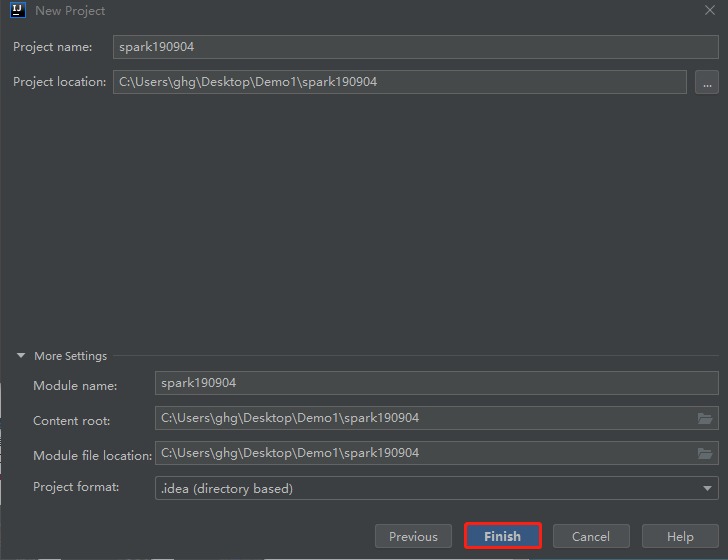 IJ New Project
Project name: spark190904
Project location: C:\Users\ghg\Desktop\Demo1\spark190904 ...
More Settings
Module name: spark190904
Content root: C:\Users\ghg\Desktop\Demo1\spark190904
Module file location: C:\Users\ghg\Desktop\Demo1\spark190904
Project format: .idea (directory based)
Previous Finish Cancel Help